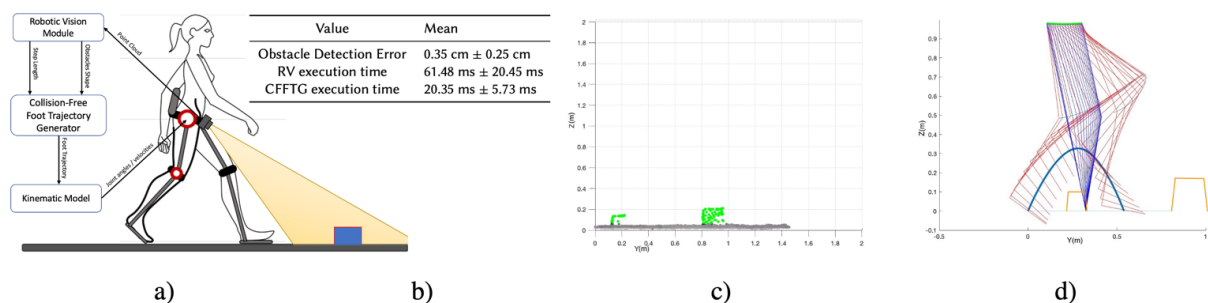 Robotic Vision
Module
Point Cloud
Step Length
Obstacles Shape
Collision-Free
Foot Trajectory
Generator
Foot Trajectory
Joint angles / velocities
Kinematic Model
Value Mean
Obstacle Detection Error 0.35 cm ± 0.25 cm
RV execution time 61.48 ms ± 20.45 ms
CFFTG execution time 20.35 ms ± 5.73 ms
2
1.8
1.6
1.4
1.2
1
0.8
0.6
0.4
0.2
0
Z(m)
0 0.2 0.4 0.6 0.8 1 1.2 1.4 1.6 1.8 2
Y(m)
0.9
0.8
0.7
0.6
0.5
0.4
0.3
0.2
0.1
0
-0.1
Z(m)
-0.5 0 0.5 1
Y(m)
a) b) c) d)